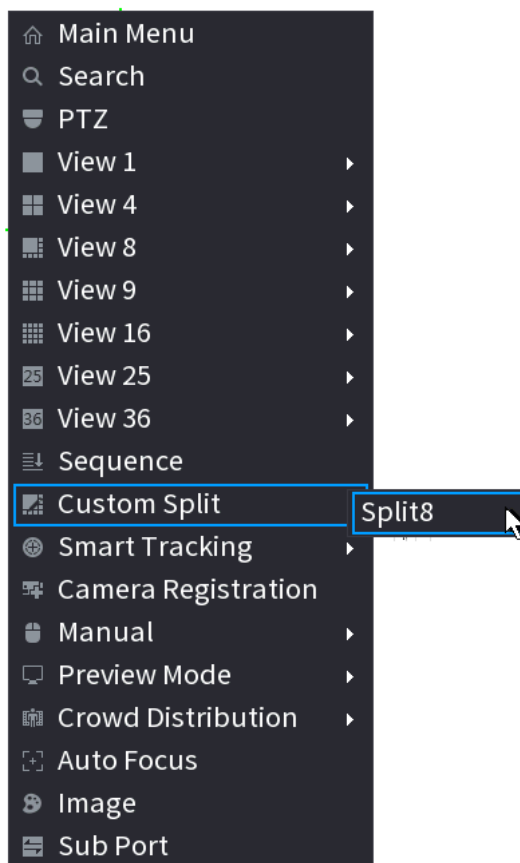 Main Menu
Search
PTZ
View 1
View 4
View 8
View 9
View 16
25 View 25
36 View 36
Sequence
Custom Split
Split8
Smart Tracking
Camera Registration
Manual
Preview Mode
Crowd Distribution
Auto Focus
Image
Sub Port